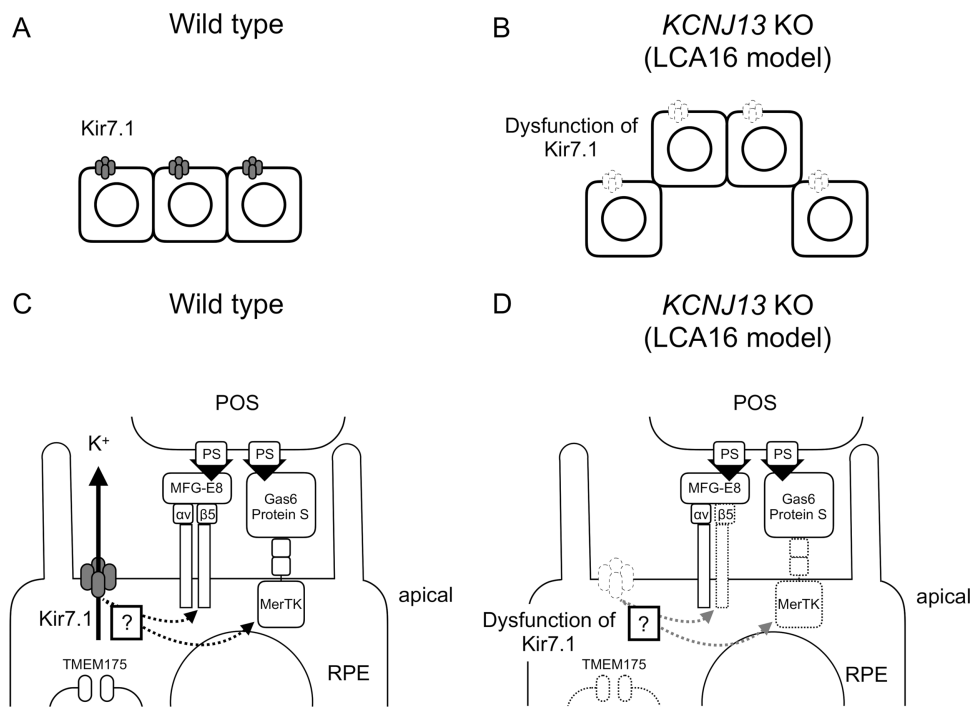 A
Wild type
Kir7.1
B
KCNJ13 KO
(LCA16 model)
Dysfunction of
Kir7.1
C
Wild type
POS
K⁺
PS
PS
MFG-E8
αv
β5
Gas6
Protein S
MerTK
apical
Kir7.1
?
TMEM175
RPE
D
KCNJ13 KO
(LCA16 model)
POS
PS
PS
MFG-E8
αv
β5
Gas6
Protein S
MerTK
apical
Dysfunction of
Kir7.1
?
TMEM175
RPE